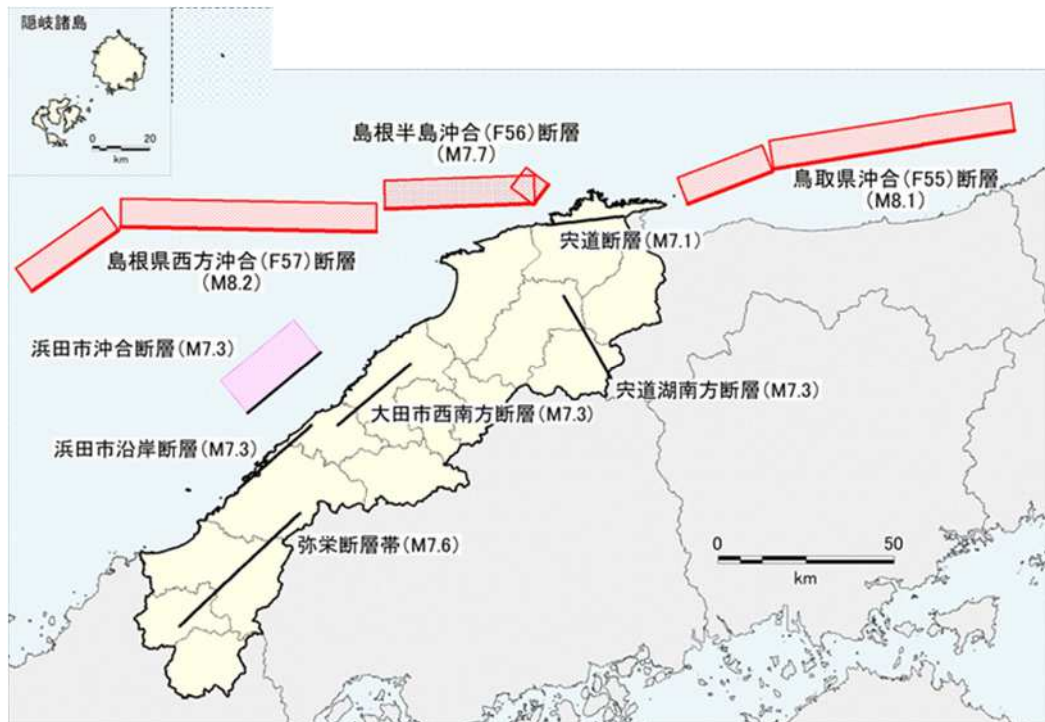 隠岐諸島
0 20
km
島根半島沖合(F56)断層
(M7.7)
鳥取県沖合(F55)断層
(M8.1)
宍道断層(M7.1)
島根県西方沖合(F57)断層
(M8.2)
浜田市沖合断層(M7.3)
宍道湖南方断層(M7.3)
大田市西南方断層(M7.3)
浜田市沿岸断層(M7.3)
弥栄断層帯(M7.6)
0 50
km